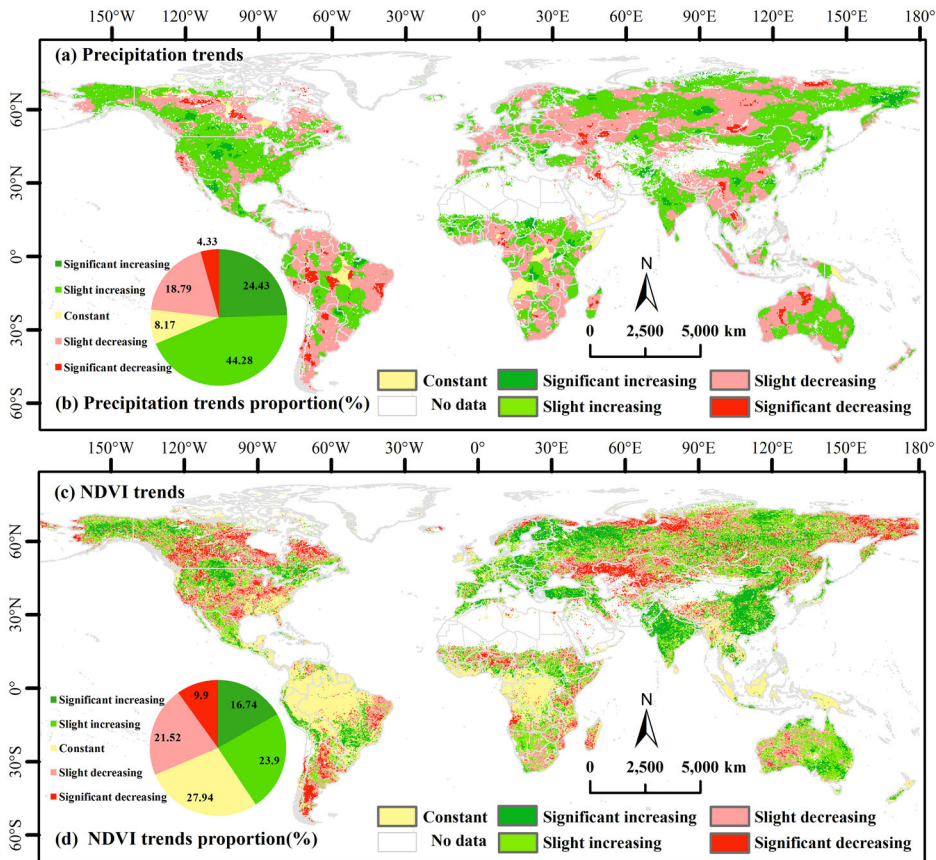 150°W 120°W 90°W 60°W 30°W 0° 30°E 60°E 90°E 120°E 150°E 180°
(a) Precipitation trends
60°N
30°N
0°
30°S
60°S
4.33
24.43
18.79
8.17
44.28
Significant increasing
Slight increasing
Constant
Slight decreasing
Significant decreasing
(b) Precipitation trends proportion(%)
N
0 2,500 5,000 km
Constant Significant increasing Slight decreasing
No data Slight increasing Significant decreasing
150°W 120°W 90°W 60°W 30°W 0° 30°E 60°E 90°E 120°E 150°E 180°
(c) NDVI trends
60°N
30°N
0°
30°S
60°S
9.9
16.74
21.52
23.9
27.94
Significant increasing
Slight increasing
Constant
Slight decreasing
Significant decreasing
(d) NDVI trends proportion(%)
N
0 2,500 5,000 km
Constant Significant increasing Slight decreasing
No data Slight increasing Significant decreasing